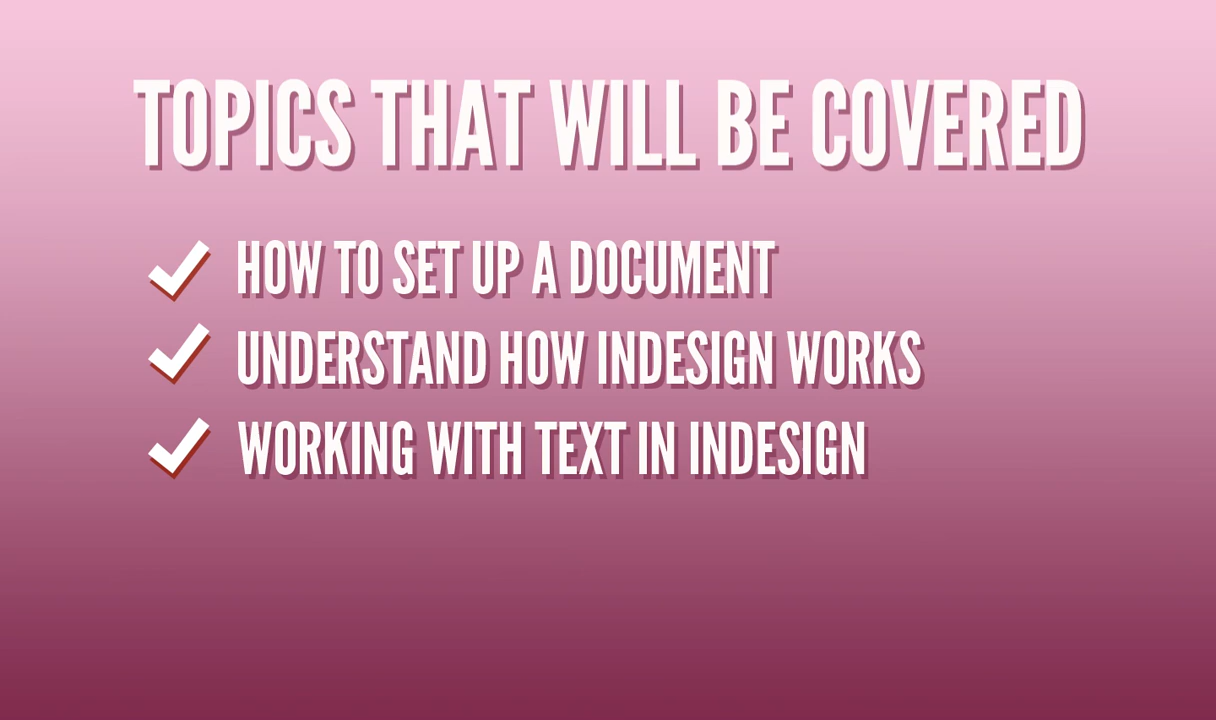 TOPICS THAT WILL BE COVERED
HOW TO SET UP A DOCUMENT
UNDERSTAND HOW INDESIGN WORKS
WORKING WITH TEXT IN INDESIGN